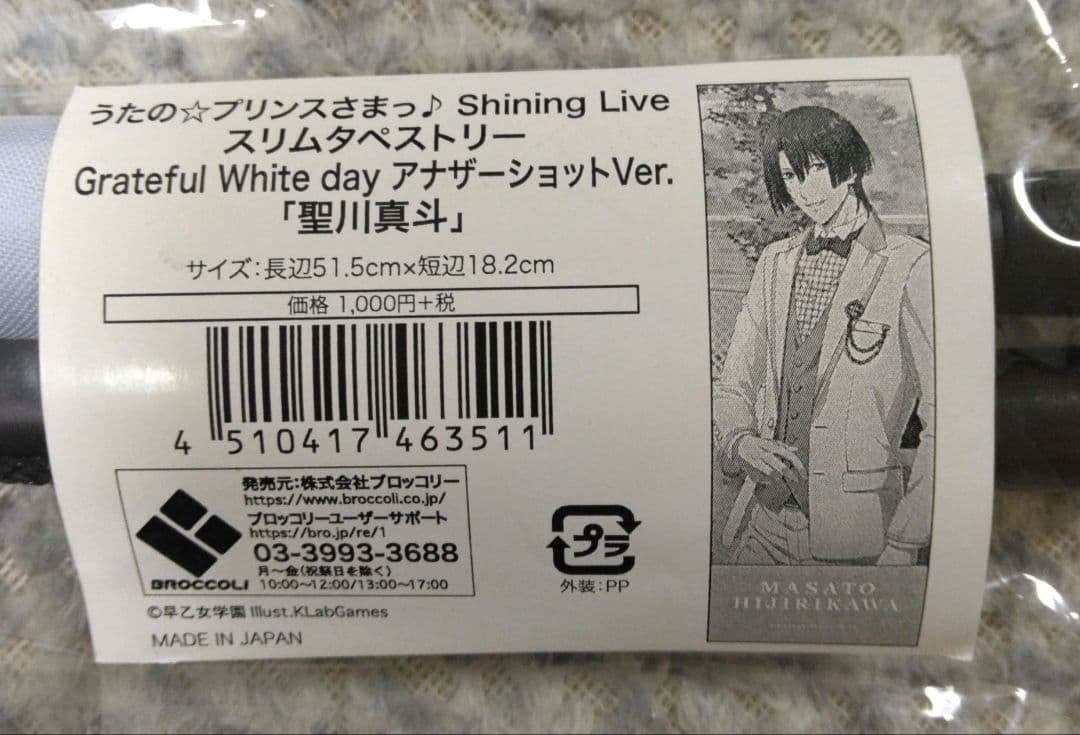 うたの☆プリンスさまっ♪ Shining Live
スリムタペストリー
Grateful White day アナザーショットVer.
「聖川真斗」
サイズ：長辺51.5cm×短辺18.2cm
価格 1,000円+税
4 510417 463511
発売元：株式会社ブロッコリー
https://www.broccoli.co.jp/
ブロッコリーユーザーサポート
https://bro.jp/re/1
03-3993-3688
月～金（祝祭日を除く）
10:00～12:00/13:00～17:00
BROCCOLI
©早乙女学園 Illust.KLabGames
MADE IN JAPAN
プラ
外装：PP
MASATO
HIJIRIKAWA